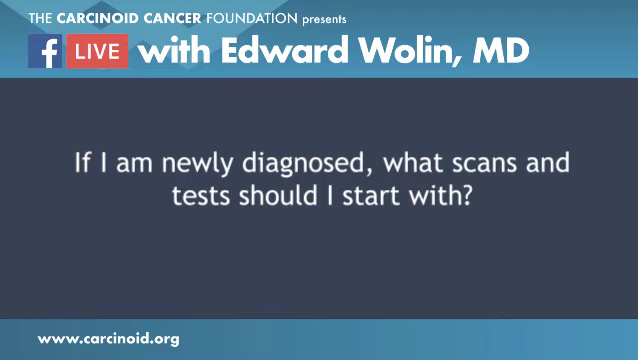 THE CARCINOID CANCER FOUNDATION presents
f LIVE with Edward Wolin, MD
If I am newly diagnosed, what scans and
tests should I start with?
www.carcinoid.org